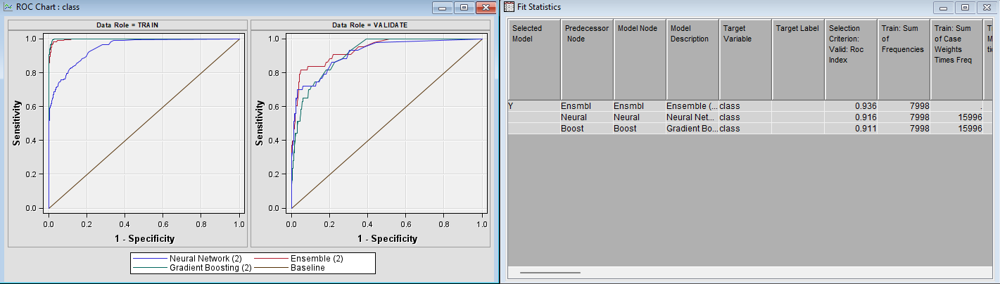 ROC Chart : class
Data Role = TRAIN
Data Role = VALIDATE
Sensitivity
1.0
0.8
0.6
0.4
0.2
0.0
0.0 0.2 0.4 0.6 0.8 1.0
1 - Specificity
Sensitivity
1.0
0.8
0.6
0.4
0.2
0.0
0.0 0.2 0.4 0.6 0.8 1.0
1 - Specificity
Neural Network (2) Ensemble (2)
Gradient Boosting (2) Baseline
Fit Statistics
Selected
Model
Predecessor
Node
Model Node
Model
Description
Target
Variable
Target Label
Selection
Criterion:
Valid: Roc
Index
Train: Sum
of
Frequencies
Train: Sum
of Case
Weights
Times Freq
Y Ensmbl Ensmbl Ensemble (... class 0.936 7998 .
Neural Neural Neural Net... class 0.916 7998 15996
Boost Boost Gradient Bo... class 0.911 7998 15996